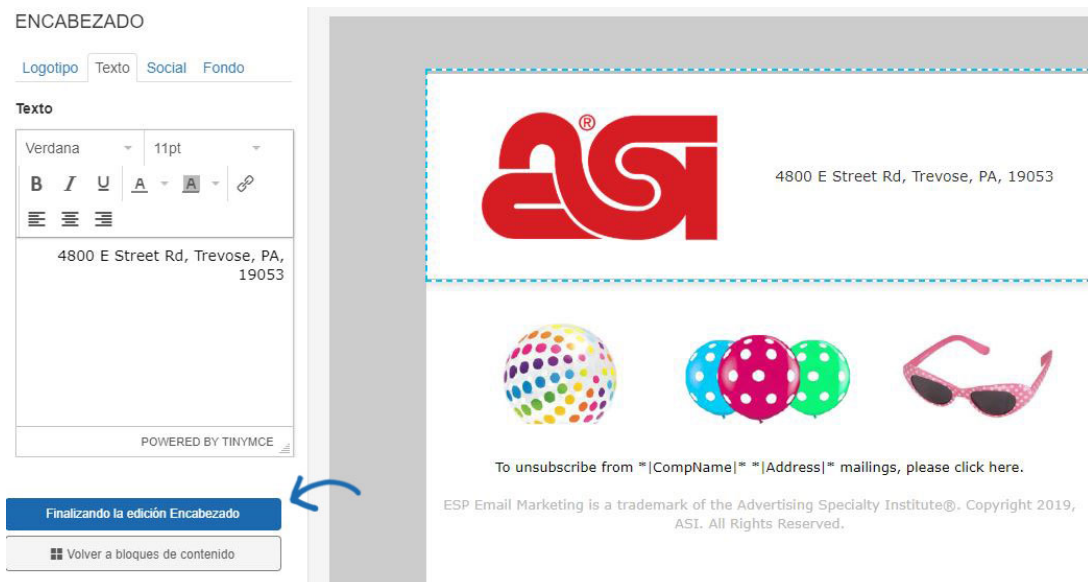 ENCABEZADO
Logotipo Texto Social Fondo
Texto
Verdana 11pt
B I U A A
4800 E Street Rd, Trevose, PA,
19053
POWERED BY TINYMCE
Finalizando la edición Encabezado
Volver a bloques de contenido
asi®
4800 E Street Rd, Trevose, PA, 19053
To unsubscribe from *|CompName|* *|Address|* mailings, please click here.
ESP Email Marketing is a trademark of the Advertising Specialty Institute®. Copyright 2019,
ASI. All Rights Reserved.